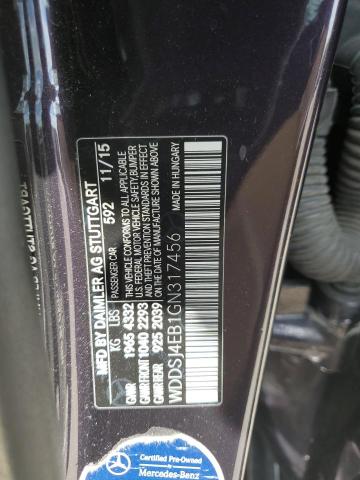 MFD BY DAIMLER AG STUTTGART
PASSENGER CAR 592 11/15
KG LBS THIS VEHICLE CONFORMS TO ALL APPLICABLE
GVWR 1965 4332 U.S. FEDERAL MOTOR VEHICLE SAFETY, BUMPER
GAWR FRONT 1040 2293 AND THEFT PREVENTION STANDARDS IN EFFECT
GAWR REAR 925 2039 ON THE DATE OF MANUFACTURE SHOWN ABOVE.
WDDSJ4EB1GN317456
MADE IN HUNGARY
Certified Pre-Owned
by Mercedes-Benz